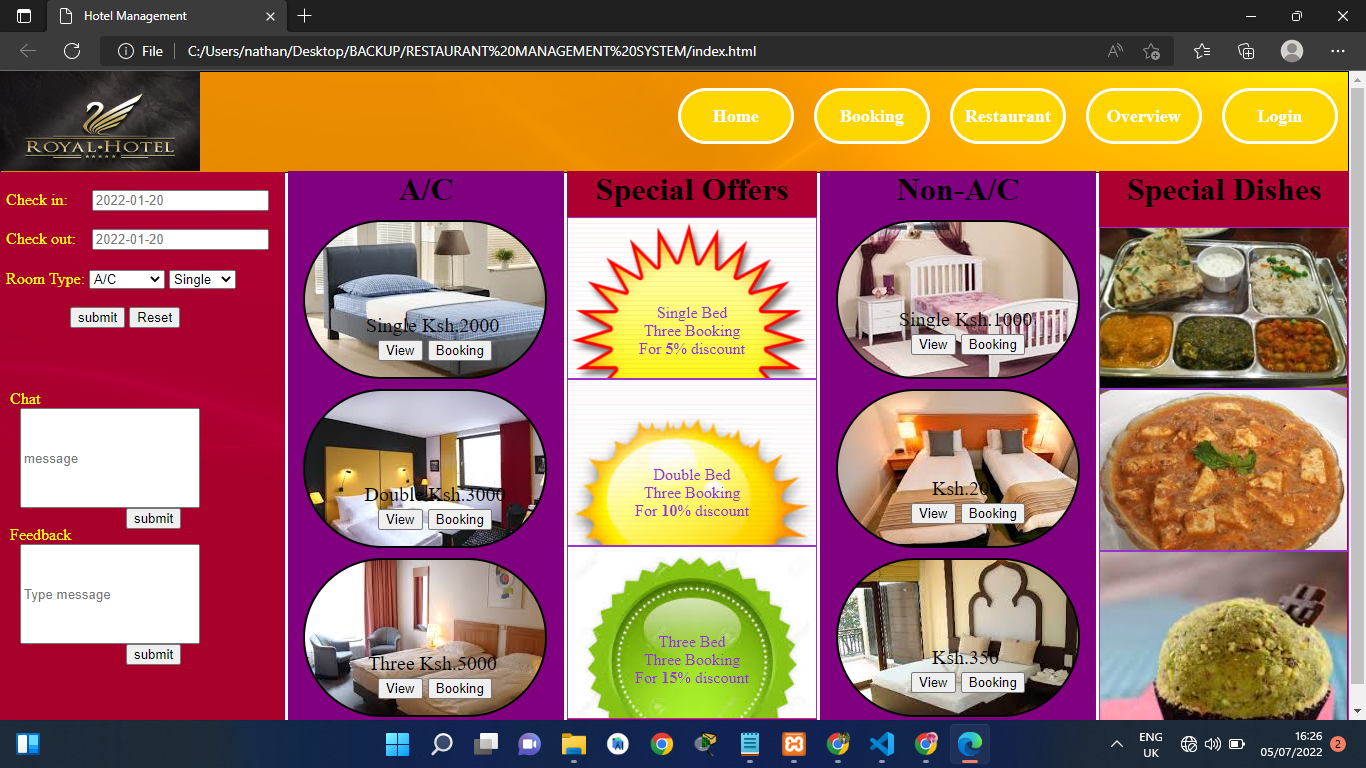 Hotel Management
File
C:/Users/nathan/Desktop/BACKUP/RESTAURANT%20MANAGEMENT%20SYSTEM/index.html
ROYAL·HOTEL
Home
Booking
Restaurant
Overview
Login
Check in:
2022-01-20
Check out:
2022-01-20
Room Type:
A/C
Single
submit
Reset
Chat
message
submit
Feedback
Type message
submit
A/C
Single Ksh.2000
View
Booking
Double Ksh.3000
View
Booking
Three Ksh.5000
View
Booking
Special Offers
Single Bed
Three Booking
For 5% discount
Double Bed
Three Booking
For 10% discount
Three Bed
Three Booking
For 15% discount
Non-A/C
Single Ksh.1000
View
Booking
View
Booking
Ksh.350
View
Booking
Special Dishes
ENG
UK
16:26
05/07/2022
2